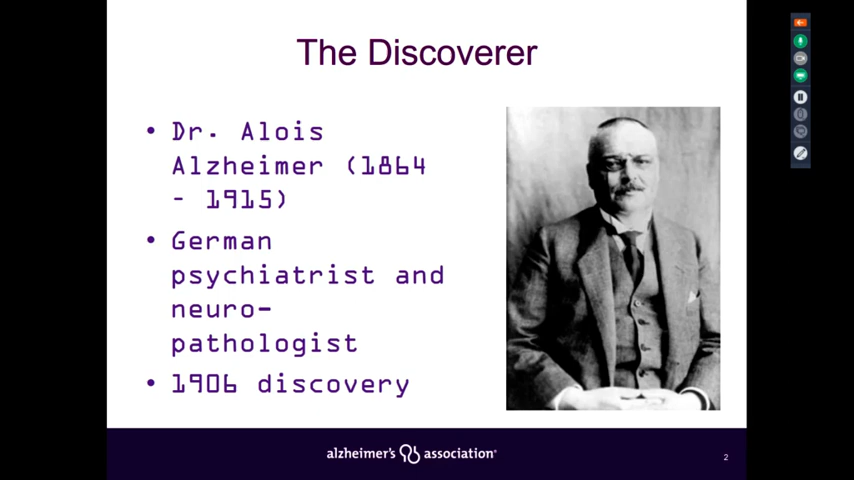 The Discoverer
• Dr. Alois
Alzheimer (1864
- 1915)
• German
psychiatrist and
neuro-
pathologist
• 1906 discovery
alzheimer's association®
2